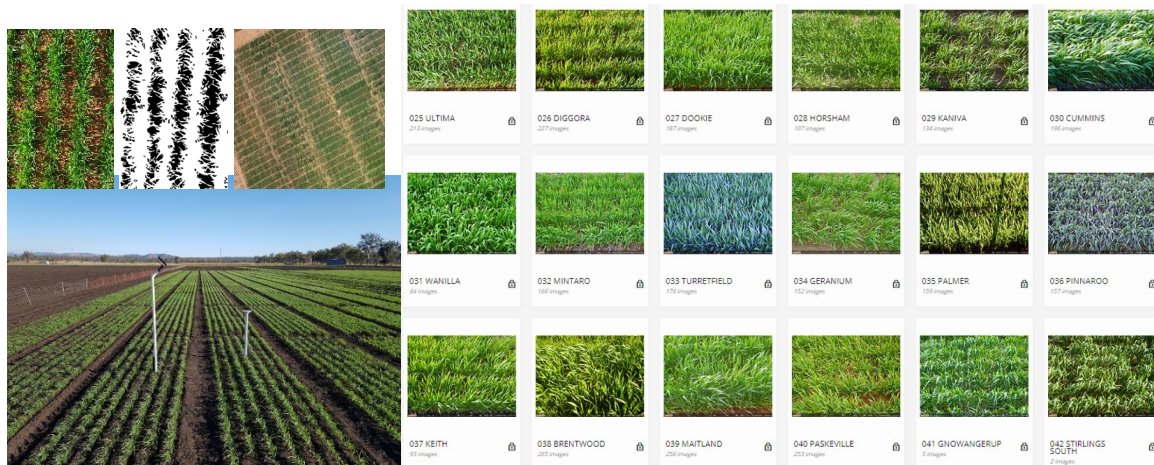 025 ULTIMA
213 images
026 DIGGORA
227 images
027 DOOKIE
187 images
028 HORSHAM
107 images
029 KANIVA
134 images
030 CUMMINS
196 images
031 WANILLA
64 images
032 MINTARO
166 images
033 TURRETFIELD
176 images
034 GERANIUM
152 images
035 PALMER
159 images
036 PINNAROO
157 images
037 KEITH
93 images
038 BRENTWOOD
265 images
039 MAITLAND
256 images
040 PASKEVILLE
253 images
041 GNOWANGERUP
5 images
042 STIRLINGS
SOUTH
2 images